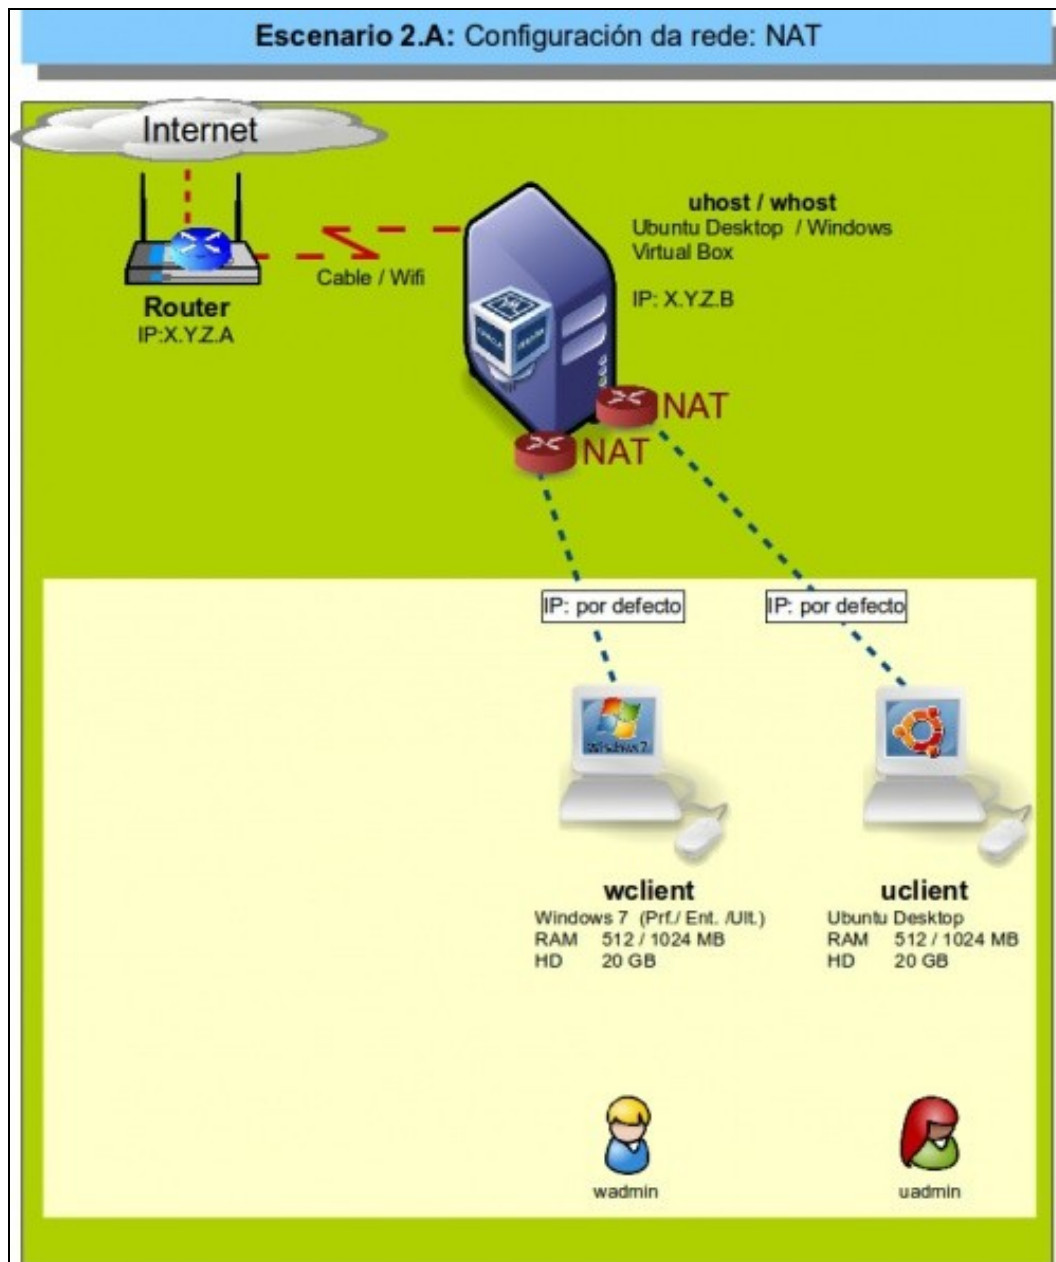 Escenario 2.A: Configuración da rede: NAT
Internet
Router
IP:X.Y.Z.A
Cable / Wifi
uhost / whost
Ubuntu Desktop / Windows
Virtual Box
IP: X.Y.Z.B
NAT
NAT
IP: por defecto
IP: por defecto
Windows 7
wclient
Windows 7 (Prf./ Ent. /Ult.)
RAM 512 / 1024 MB
HD 20 GB
uclient
Ubuntu Desktop
RAM 512 / 1024 MB
HD 20 GB
wadmin
uadmin